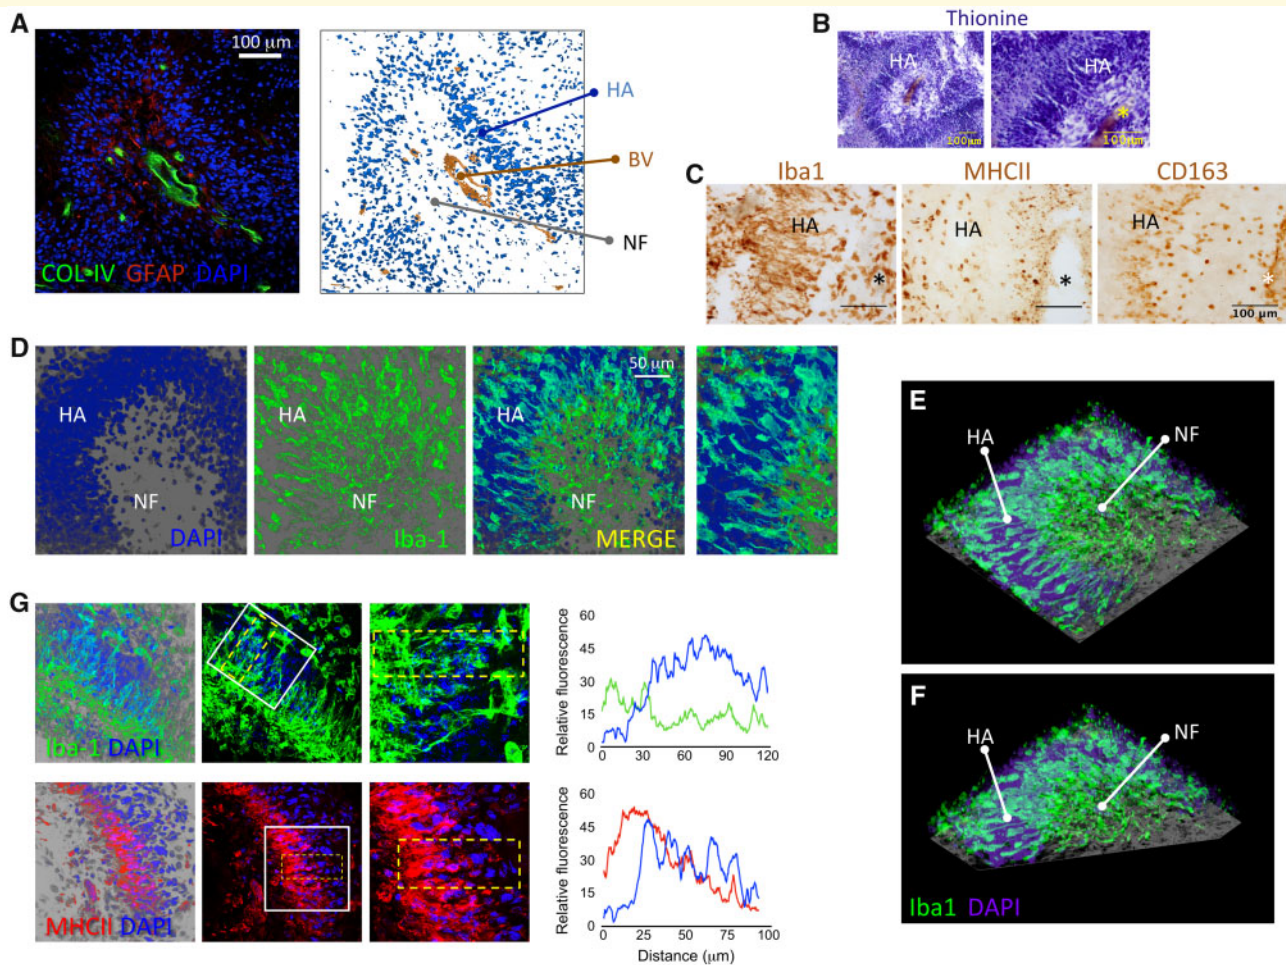 A
100 µm
COL-IV GFAP DAPI
HA
BV
NF
B
Thionine
HA
100µm
HA
*
100µm
C
Iba1
MHCII
CD163
HA
*
HA
*
HA
*
100 µm
D
HA
NF
DAPI
HA
NF
Iba-1
50 µm
HA
NF
MERGE
E
HA
NF
F
HA
NF
Iba1 DAPI
G
Iba-1 DAPI
Relative fluorescence
60
45
30
15
0
0 30 60 90 120
MHCII DAPI
Relative fluorescence
60
45
30
15
0
0 25 50 75 100
Distance (µm)